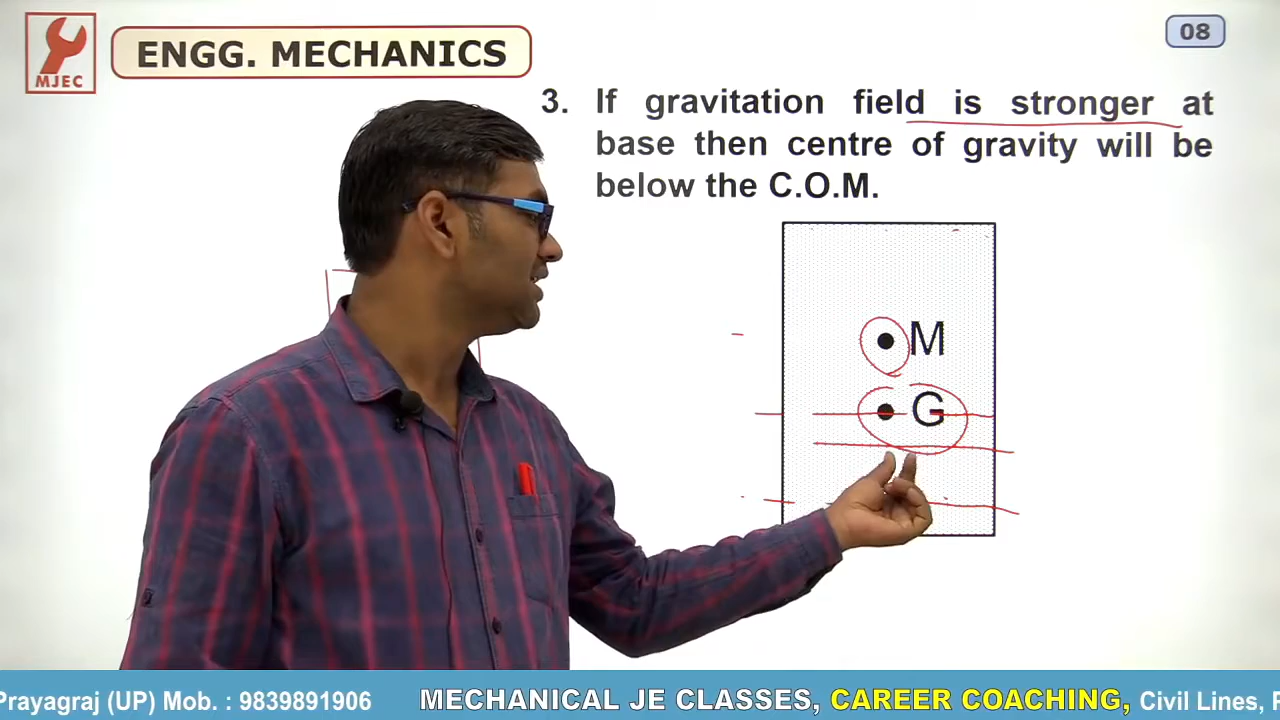 MJEC
ENGG. MECHANICS
08
3. If gravitation field is stronger at
base then centre of gravity will be
below the C.O.M.
M
G
Prayagraj (UP) Mob. : 9839891906 MECHANICAL JE CLASSES, CAREER COACHING, Civil Lines,